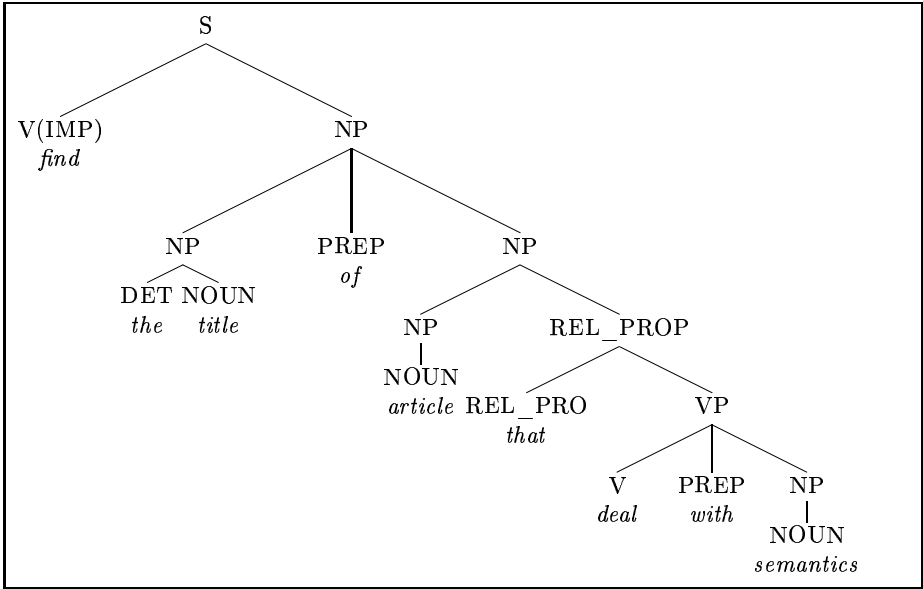 S
V(IMP) NP
find
NP PREP NP
of
DET NOUN
the title
NP REL_PROP
NOUN
article REL_PRO VP
that
V PREP NP
deal with
NOUN
semantics